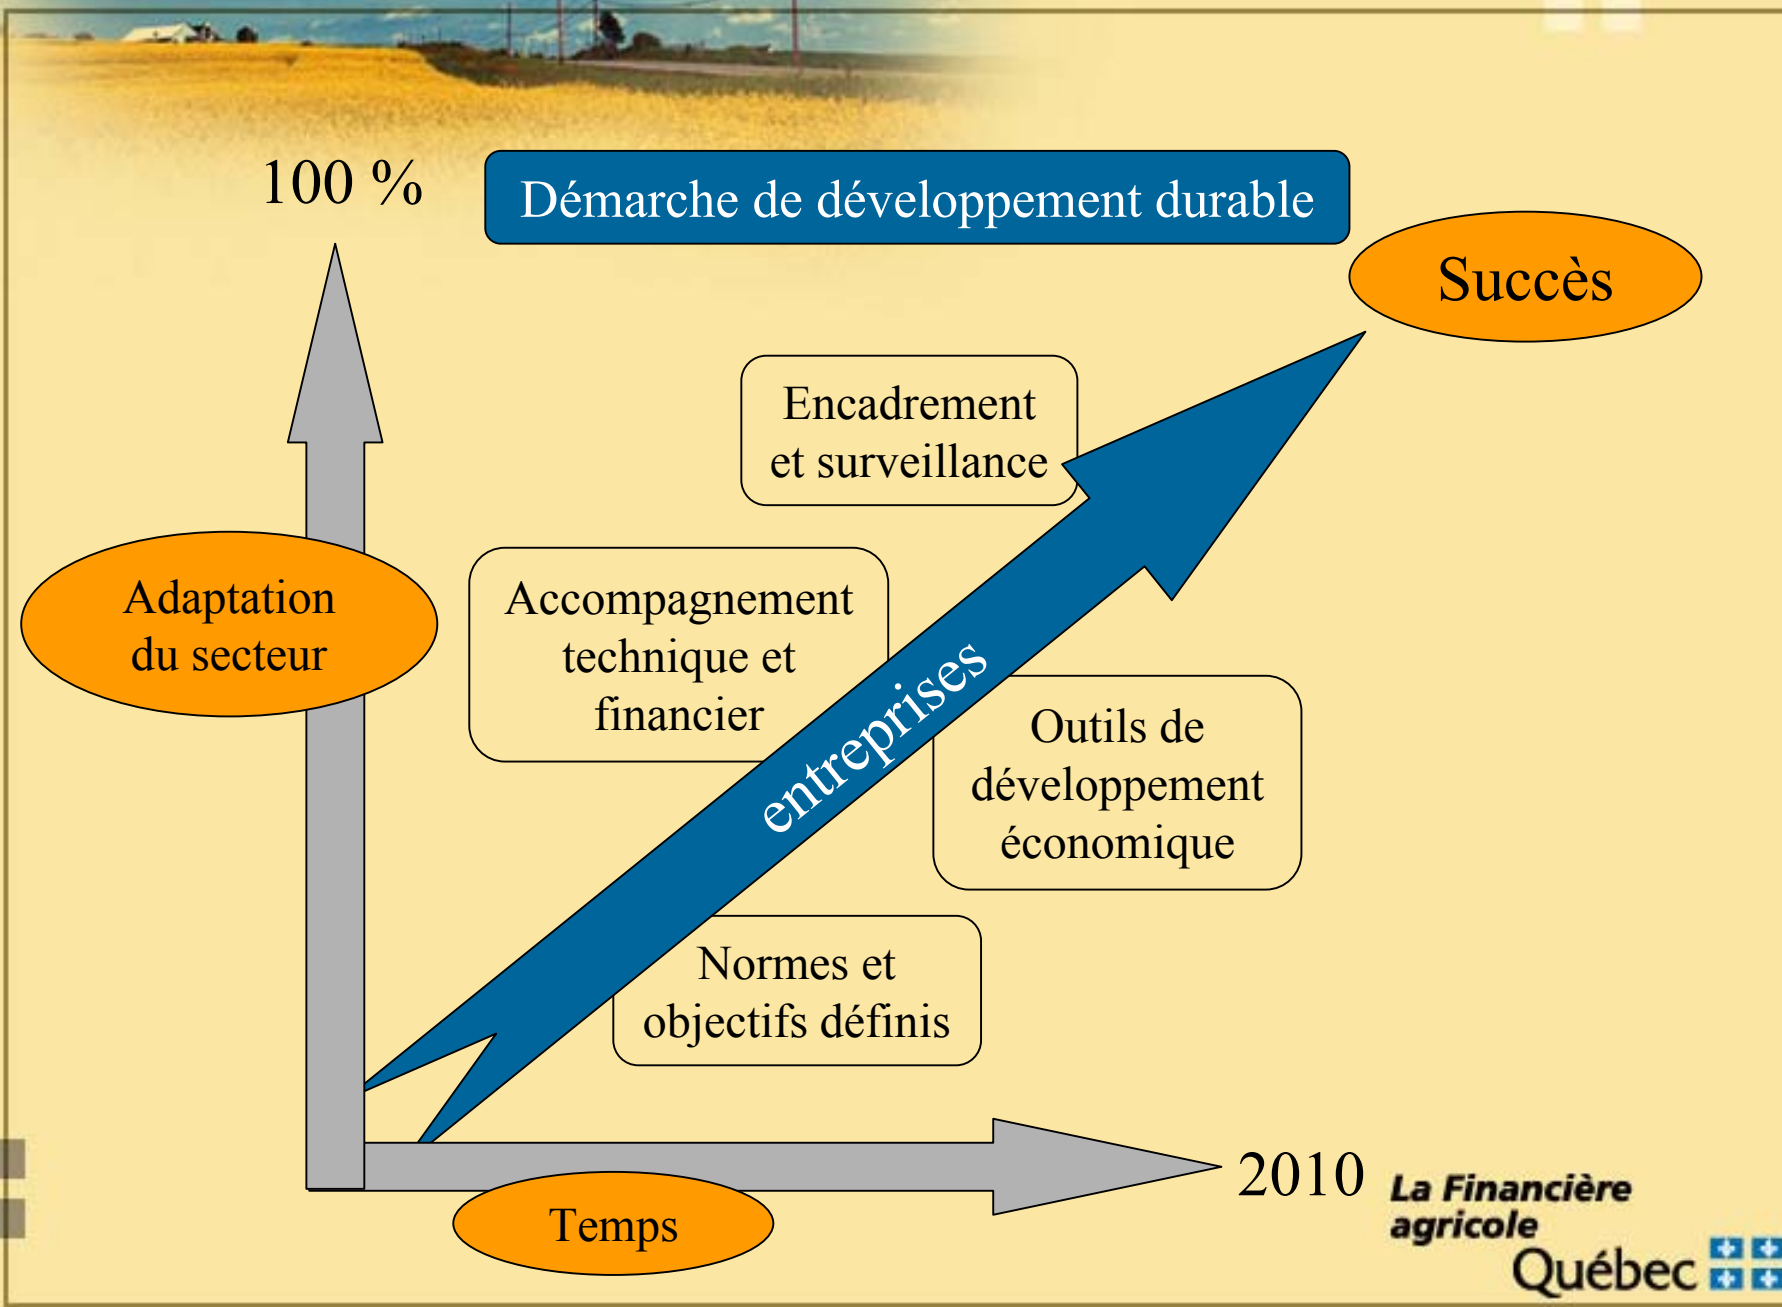 100 %
Démarche de développement durable
Succès
Encadrement
et surveillance
Adaptation
du secteur
Accompagnement
technique et
financier
entreprises
Outils de
développement
économique
Normes et
objectifs définis
Temps
2010
La Financière
agricole
Québec